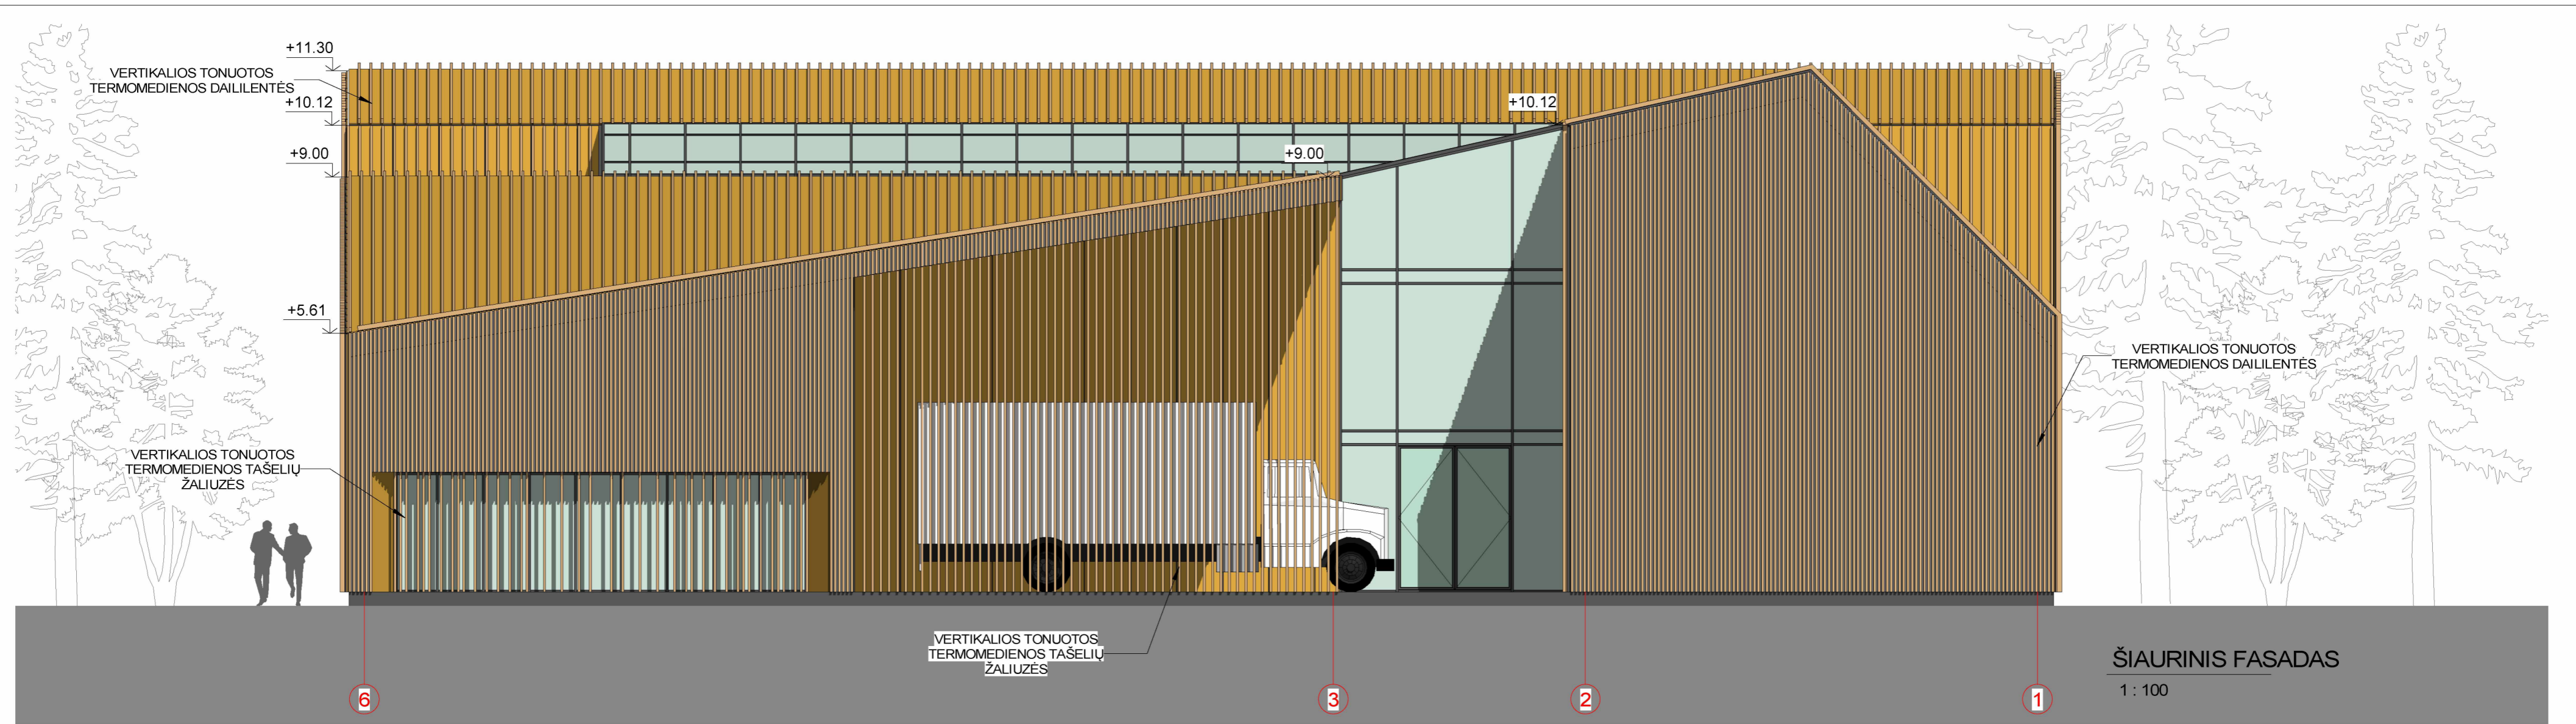 +11.30
VERTIKALIOS TONUOTOS
TERMOMEDIENOS DAILILENTĖS
+10.12
+10.12
+9.00
+9.00
+5.61
VERTIKALIOS TONUOTOS
TERMOMEDIENOS DAILILENTĖS
VERTIKALIOS TONUOTOS
TERMOMEDIENOS TAŠELIŲ
ŽALIUZĖS
VERTIKALIOS TONUOTOS
TERMOMEDIENOS TAŠELIŲ
ŽALIUZĖS
ŠIAURINIS FASADAS
1 : 100
6
3
2
1